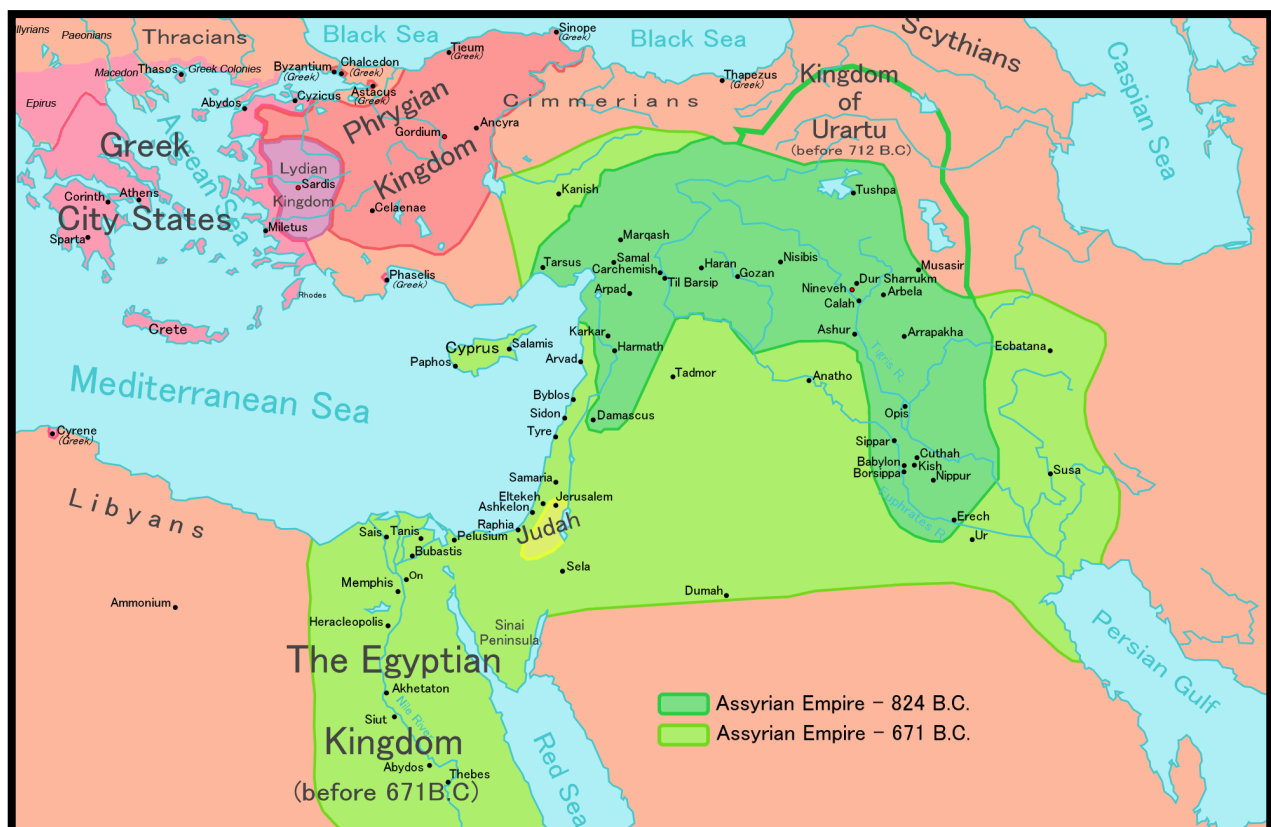 llyrians
Paeonians
Thracians
Black Sea
Sinope
(Greek)
Black Sea
Scythians
Caspian Sea
Tieum
(Greek)
Macedon
Thasos
Greek Colonies
Byzantium
(Greek)
Chalcedon
(Greek)
Astacus
(Greek)
Cyzicus
Abydos
Epirus
Thapezus
(Greek)
Kingdom
of
Urartu
(before 712 B.C)
Cimmerians
Phrygian
Kingdom
Gordium
Ancyra
Greek
City States
Aegean Sea
Lydian
Kingdom
Sardis
Celaenae
Miletus
Corinth
Athens
Sparta
Kanish
Tushpa
Phaselis
(Greek)
Rhodes
Crete
Tarsus
Marqash
Samal
Carchemish
Til Barsip
Haran
Gozan
Nisibis
Arpad
Dur Sharrukm
Nineveh
Calah
Arbela
Musasir
Ashur
Arrapakha
Ecbatana
Karkar
Harmath
Cyprus
Salamis
Paphos
Arvad
Tadmor
Anatho
Tigris R.
Mediterranean Sea
Byblos
Sidon
Tyre
Damascus
Opis
Sippar
Cuthah
Babylon
Kish
Borsippa
Nippur
Susa
Cyrene
(Greek)
Libyans
Samaria
Eltekeh
Jerusalem
Ashkelon
Raphia
Judah
Euphrates R.
Erech
Ur
Sais
Tanis
Pelusium
Bubastis
On
Memphis
Sela
Dumah
Ammonium
Heracleopolis
Sinai
Peninsula
Persian Gulf
The Egyptian
Kingdom
(before 671B.C)
Akhetaton
Nile River
Siut
Abydos
Thebes
Red Sea
Assyrian Empire - 824 B.C.
Assyrian Empire - 671 B.C.